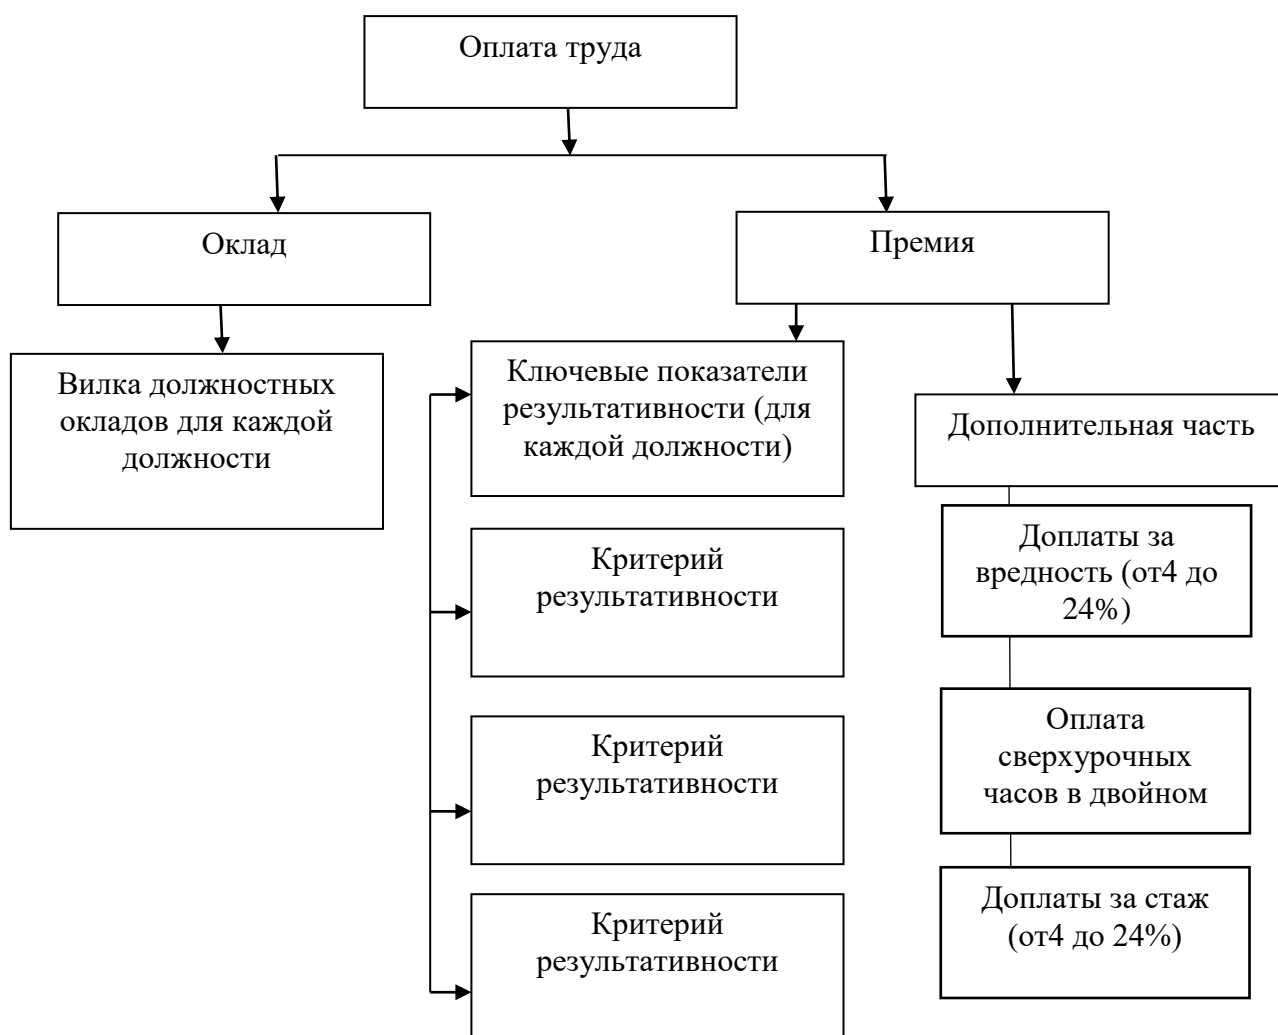 Оплата труда
Оклад
Премия
Вилка должностных
окладов для каждой
должности
Ключевые показатели
результативности (для
каждой должности)
Критерий
результативности
Критерий
результативности
Критерий
результативности
Дополнительная часть
Доплаты за
вредность (от4 до
24%)
Оплата
сверхурочных
часов в двойном
Доплаты за стаж
(от4 до 24%)